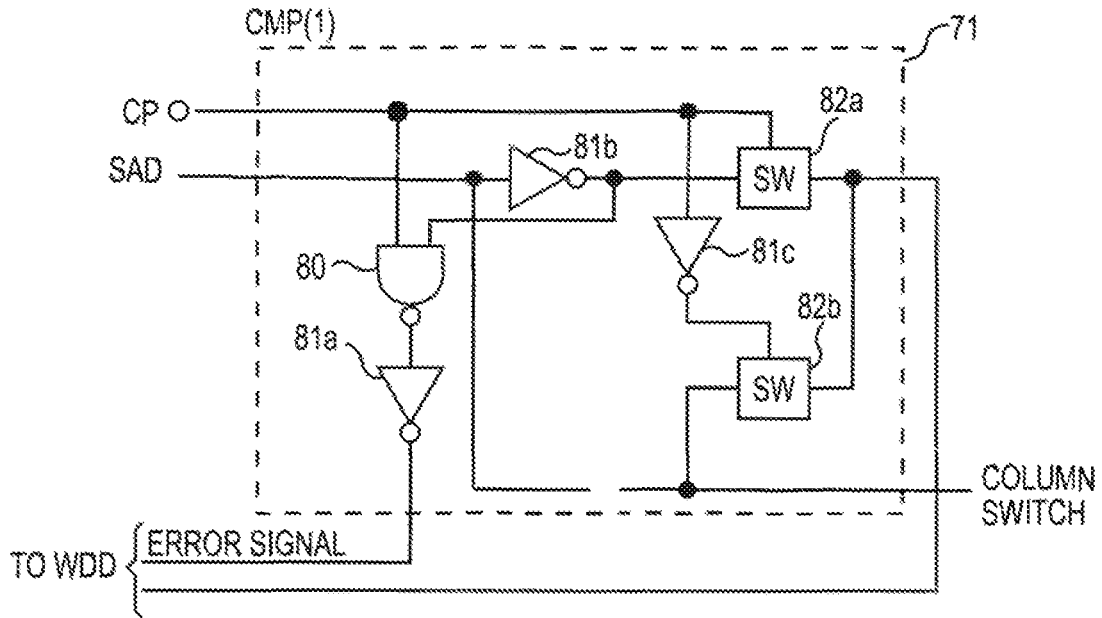 CMP(1)
71
CP
82a
SAD
81b
SW
80
81c
82b
81a
SW
COLUMN
SWITCH
ERROR SIGNAL
TO WDD